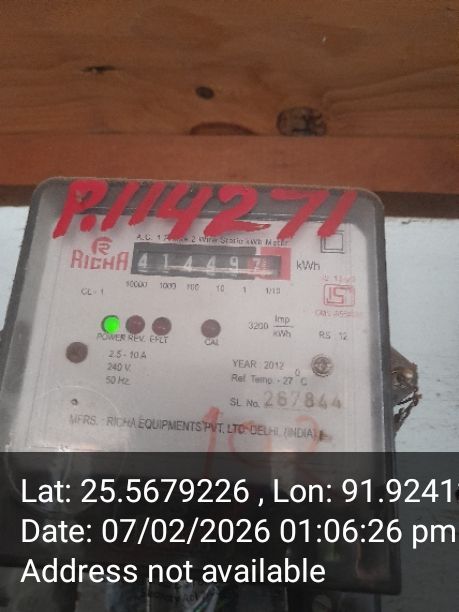 P.114271
A.C. 1 Phase 2 Wire Static kWh Meter
RICHA
41449
kWh
CL - 1
10000 1000 100 10 1 1/10
3200 Imp/kWh
RS 12
POWER REV. E/FLT
CAL
2.5 - 10 A
240 V.
50 Hz.
YEAR : 2012
Ref. Temp. - 27°C
SL. No. 267844
MFRS. : RICHA EQUIPMENTS PVT. LTD. DELHI, (INDIA)
Lat: 25.5679226 , Lon: 91.9241
Date: 07/02/2026 01:06:26 pm
Address not available